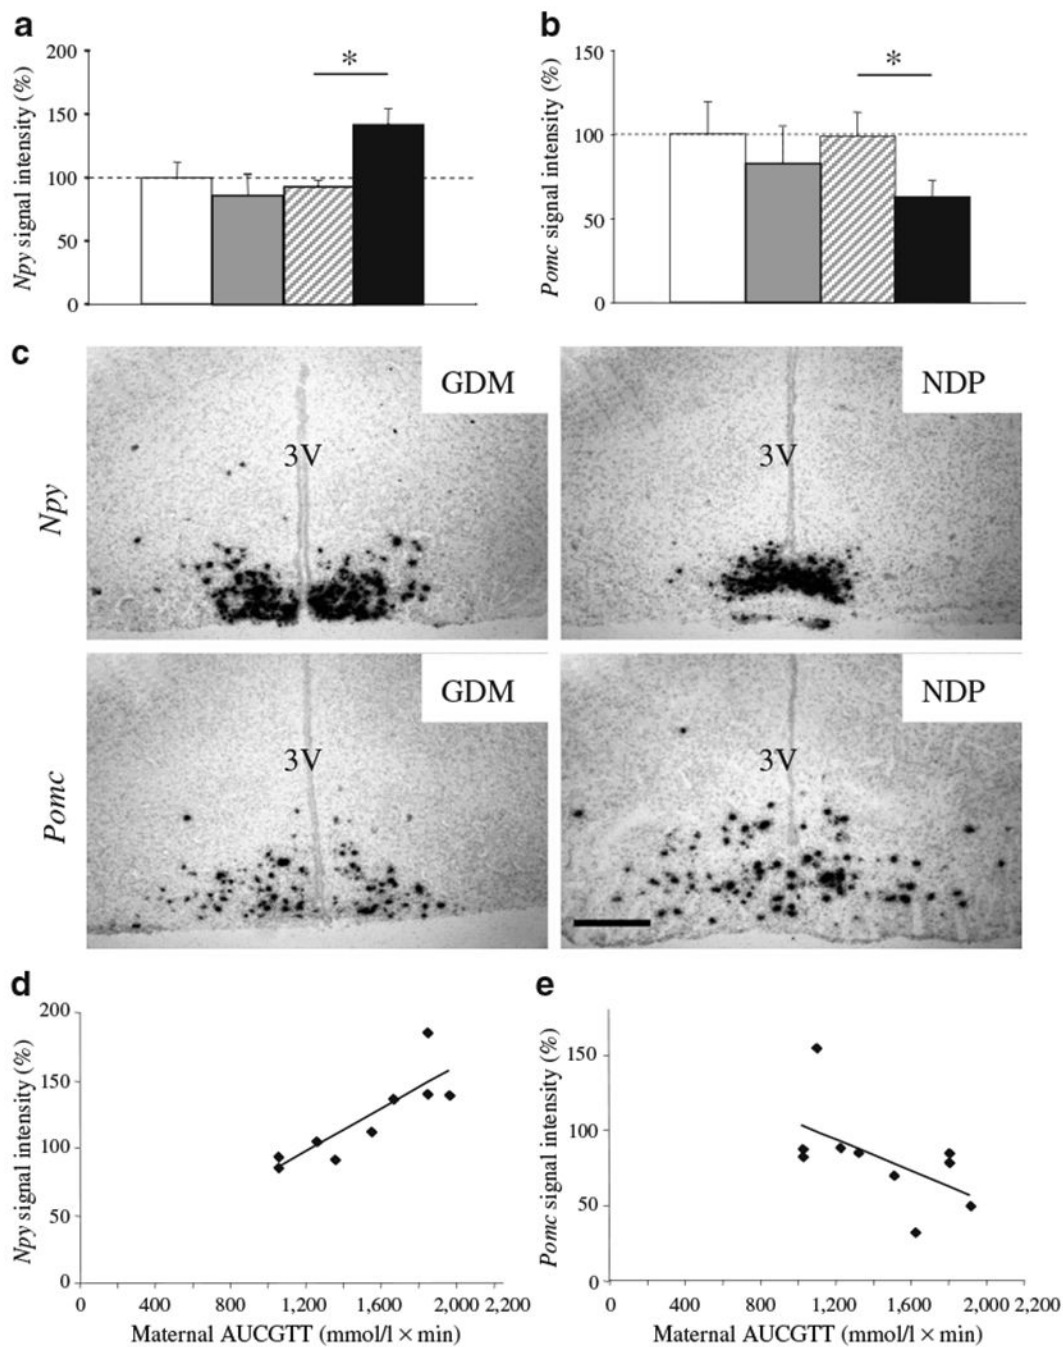 a
b
200
150
100
50
0
Npy signal intensity (%)
*
150
100
50
0
Pomc signal intensity (%)
*
c
GDM
NDP
3V
3V
Npy
GDM
NDP
3V
3V
Pomc
d
e
200
150
100
50
0
Npy signal intensity (%)
0 400 800 1,200 1,600 2,000 2,200
Maternal AUCGTT (mmol/l × min)
150
100
50
0
Pomc signal intensity (%)
0 400 800 1,200 1,600 2,000 2,200
Maternal AUCGTT (mmol/l × min)